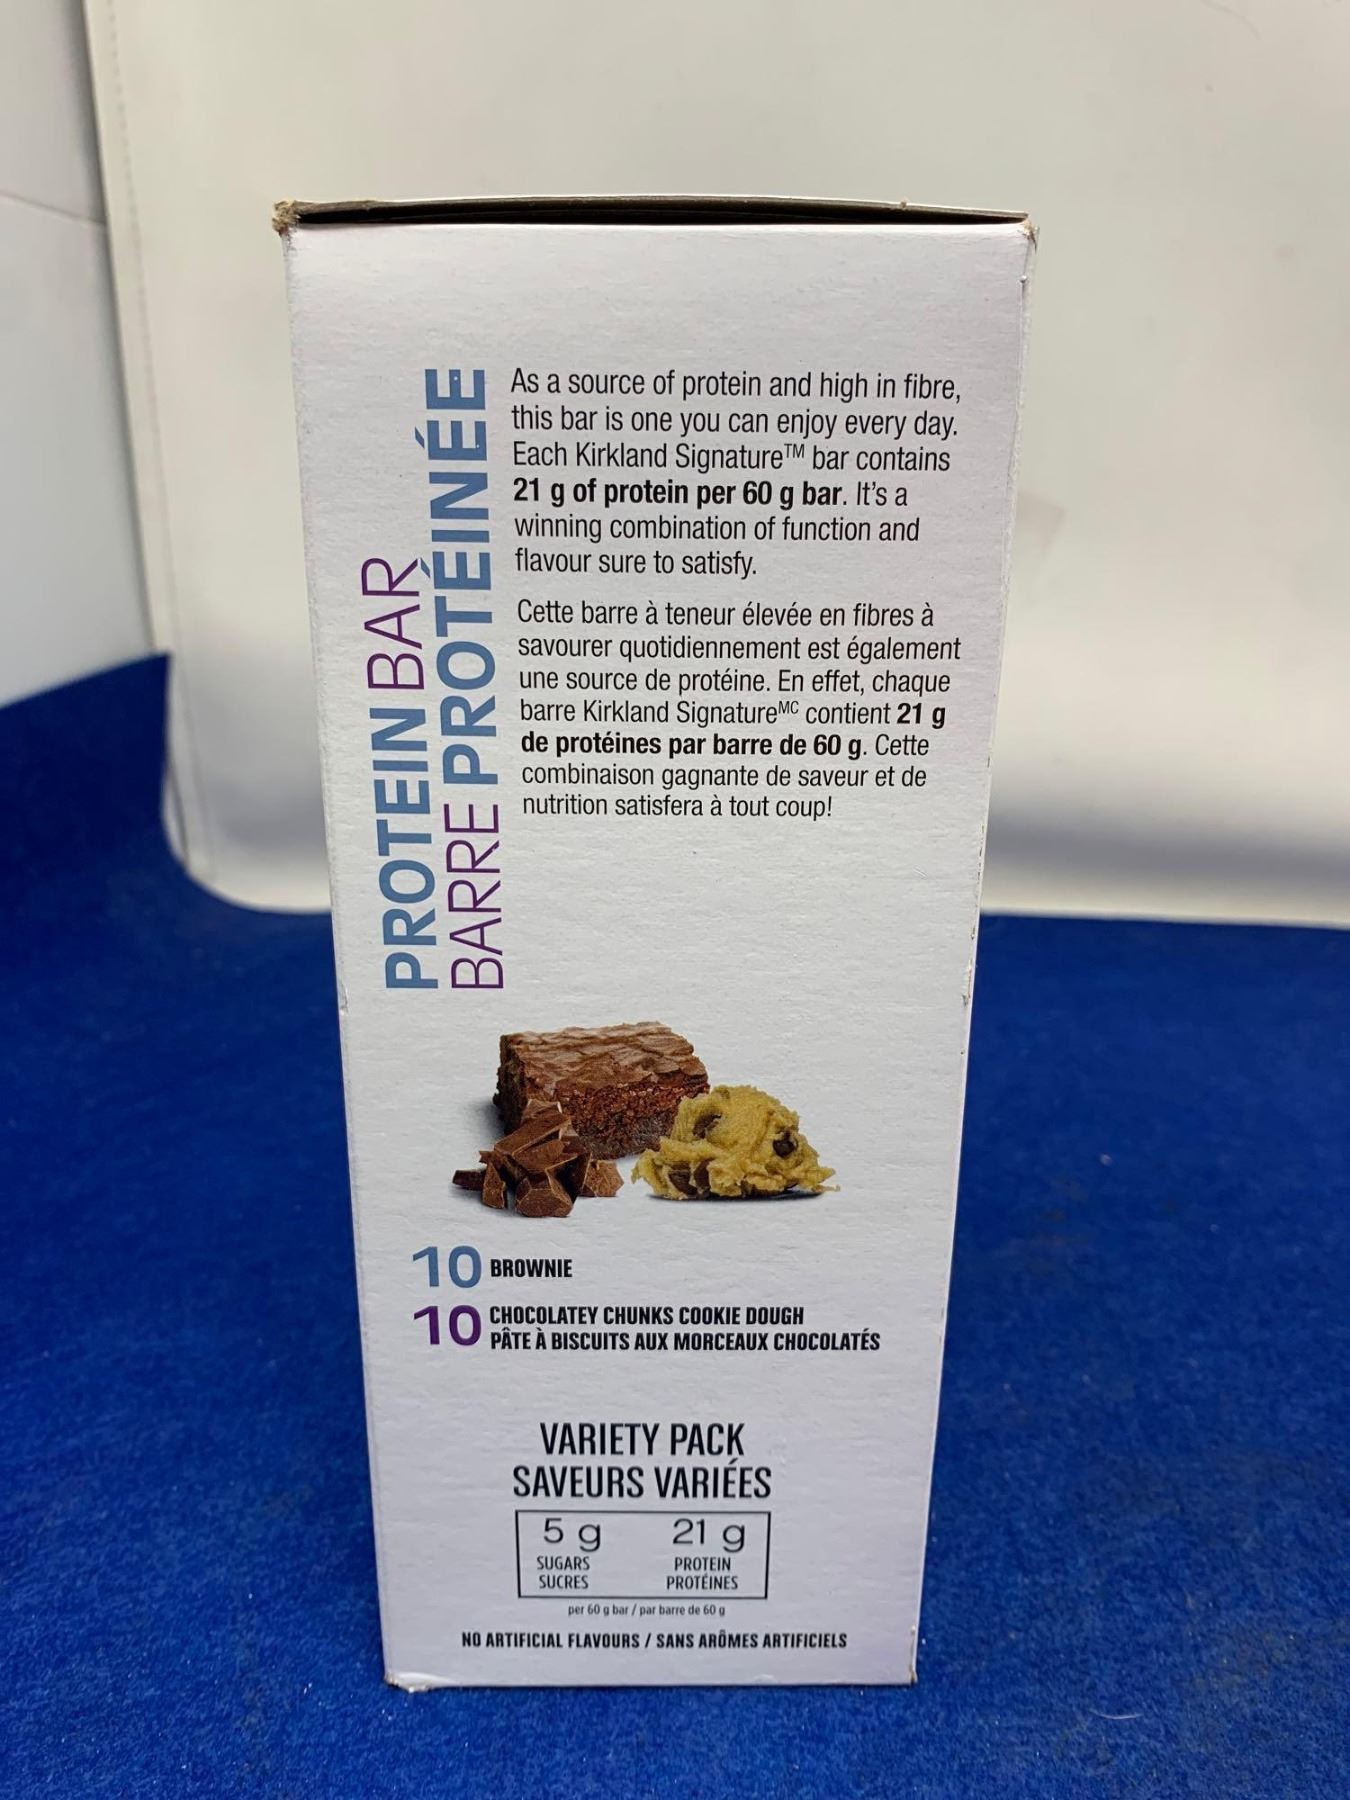 PROTEIN BAR
BARRE PROTÉINÉE
As a source of protein and high in fibre,
this bar is one you can enjoy every day.
Each Kirkland Signature™ bar contains
21 g of protein per 60 g bar. It's a
winning combination of function and
flavour sure to satisfy.
Cette barre à teneur élevée en fibres à
savourer quotidiennement est également
une source de protéine. En effet, chaque
barre Kirkland Signatureᴹᶜ contient 21 g
de protéines par barre de 60 g. Cette
combinaison gagnante de saveur et de
nutrition satisfera à tout coup!
10 BROWNIE
10 CHOCOLATEY CHUNKS COOKIE DOUGH
PÂTE À BISCUITS AUX MORCEAUX CHOCOLATÉS
VARIETY PACK
SAVEURS VARIÉES
5 g 21 g
SUGARS PROTEIN
SUCRES PROTÉINES
per 60 g bar / par barre de 60 g
NO ARTIFICIAL FLAVOURS / SANS ARÔMES ARTIFICIELS